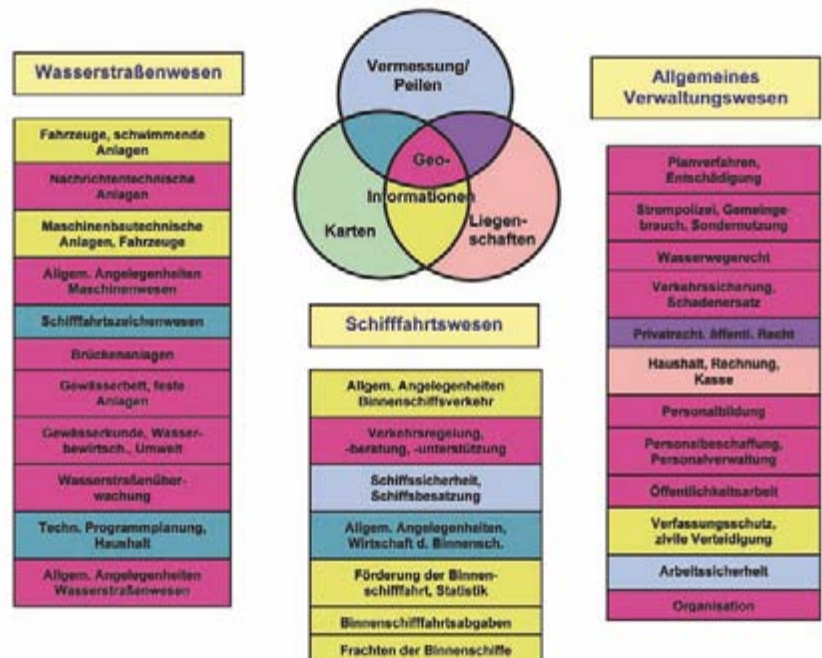 Wasserstraßenwesen
Fahrzeuge, schwimmende
Anlagen
Nachrichtentechnische
Anlagen
Maschinenbautechnische
Anlagen, Fahrzeuge
Allgem. Angelegenheiten
Maschinenwesen
Schifffahrtszeichenwesen
Brückenanlagen
Gewässerbett, feste
Anlagen
Gewässerkunde, Wasser-
bewirtsch., Umwelt
Wasserstraßenüber-
wachung
Techn. Programmplanung,
Haushalt
Allgem. Angelegenheiten
Wasserstraßenwesen
Vermessung/
Peilen
Geo-
Informationen
Karten
Liegen-
schaften
Schifffahrtswesen
Allgem. Angelegenheiten
Binnenschiffsverkehr
Verkehrsregelung,
-beratung, -unterstützung
Schiffssicherheit,
Schiffsbesatzung
Allgem. Angelegenheiten,
Wirtschaft d. Binnensch.
Förderung der Binnen-
schifffahrt, Statistik
Binnenschifffahrtsabgaben
Frachten der Binnenschiffe
Allgemeines
Verwaltungswesen
Planverfahren,
Entschädigung
Strompolizei, Gemeinge-
brauch, Sondernutzung
Wasserwegerecht
Verkehrssicherung,
Schadenersatz
Privatrecht. öffentl. Recht
Haushalt, Rechnung,
Kasse
Personalbildung
Personalbeschaffung,
Personalverwaltung
Öffentlichkeitsarbeit
Verfassungsschutz,
zivile Verteidigung
Arbeitssicherheit
Organisation